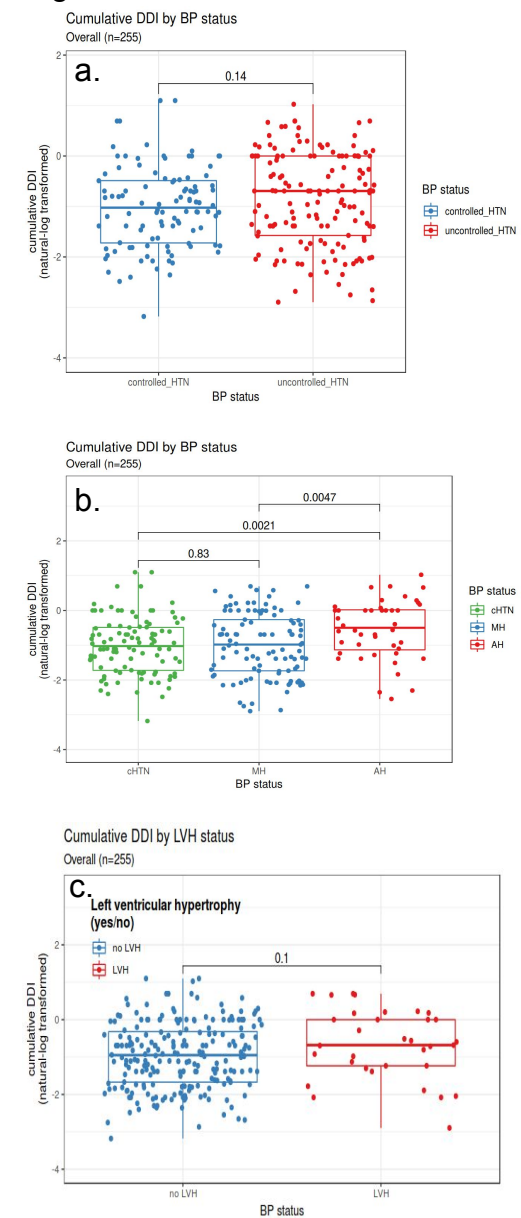 Cumulative DDI by BP status
Overall (n=255)
a.
0.14
2
0
-2
-4
cumulative DDI
(natural-log transformed)
controlled_HTN
uncontrolled_HTN
BP status
BP status
controlled_HTN
uncontrolled_HTN
Cumulative DDI by BP status
Overall (n=255)
b.
0.0047
0.0021
0.83
2
0
-2
-4
cumulative DDI
(natural-log transformed)
cHTN
MH
AH
BP status
BP status
cHTN
MH
AH
Cumulative DDI by LVH status
Overall (n=255)
c.
Left ventricular hypertrophy
(yes/no)
no LVH
LVH
0.1
2
0
-2
-4
cumulative DDI
(natural-log transformed)
no LVH
LVH
BP status